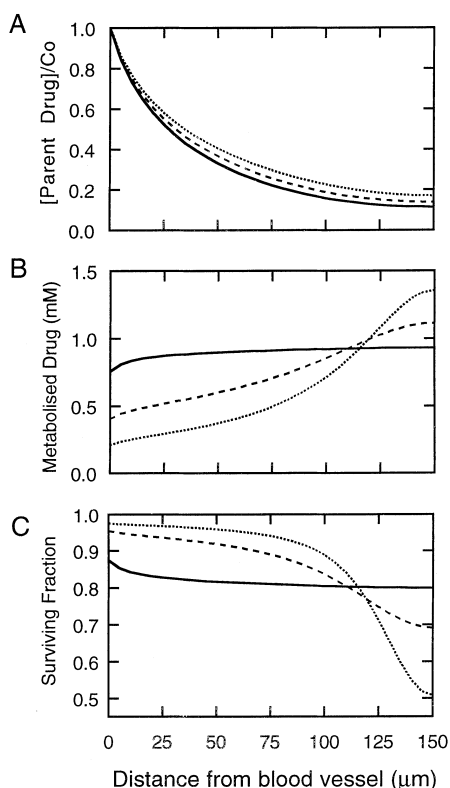 A
[Parent Drug]/Co
1.0
0.8
0.6
0.4
0.2
0.0
B
Metabolised Drug (mM)
1.5
1.0
0.5
0.0
C
Surviving Fraction
1.0
0.9
0.8
0.7
0.6
0.5
0 25 50 75 100 125 150
Distance from blood vessel (μm)